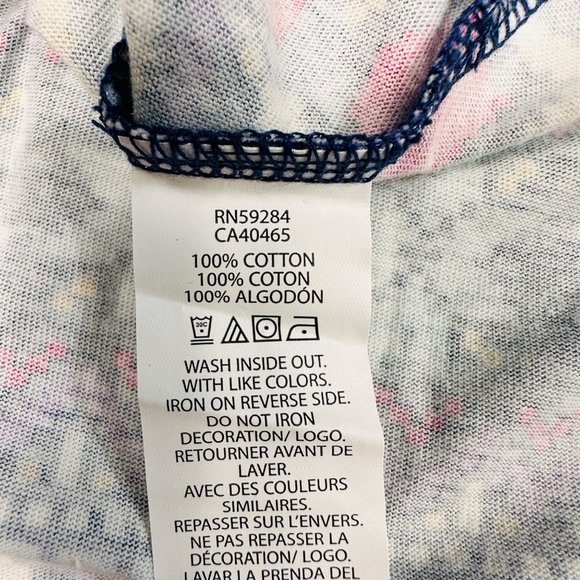 RN59284
CA40465
100% COTTON
100% COTON
100% ALGODÓN
30C
WASH INSIDE OUT.
WITH LIKE COLORS.
IRON ON REVERSE SIDE.
DO NOT IRON
DECORATION/ LOGO.
RETOURNER AVANT DE
LAVER.
AVEC DES COULEURS
SIMILAIRES.
REPASSER SUR L'ENVERS.
NE PAS REPASSER LA
DÉCORATION/ LOGO.
LAVAR LA PRENDA DEL